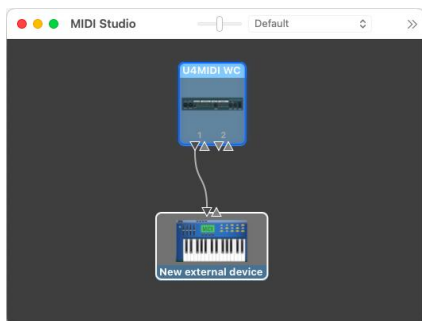 MIDI Studio
Default
U4MIDI WC
1 2
New external device